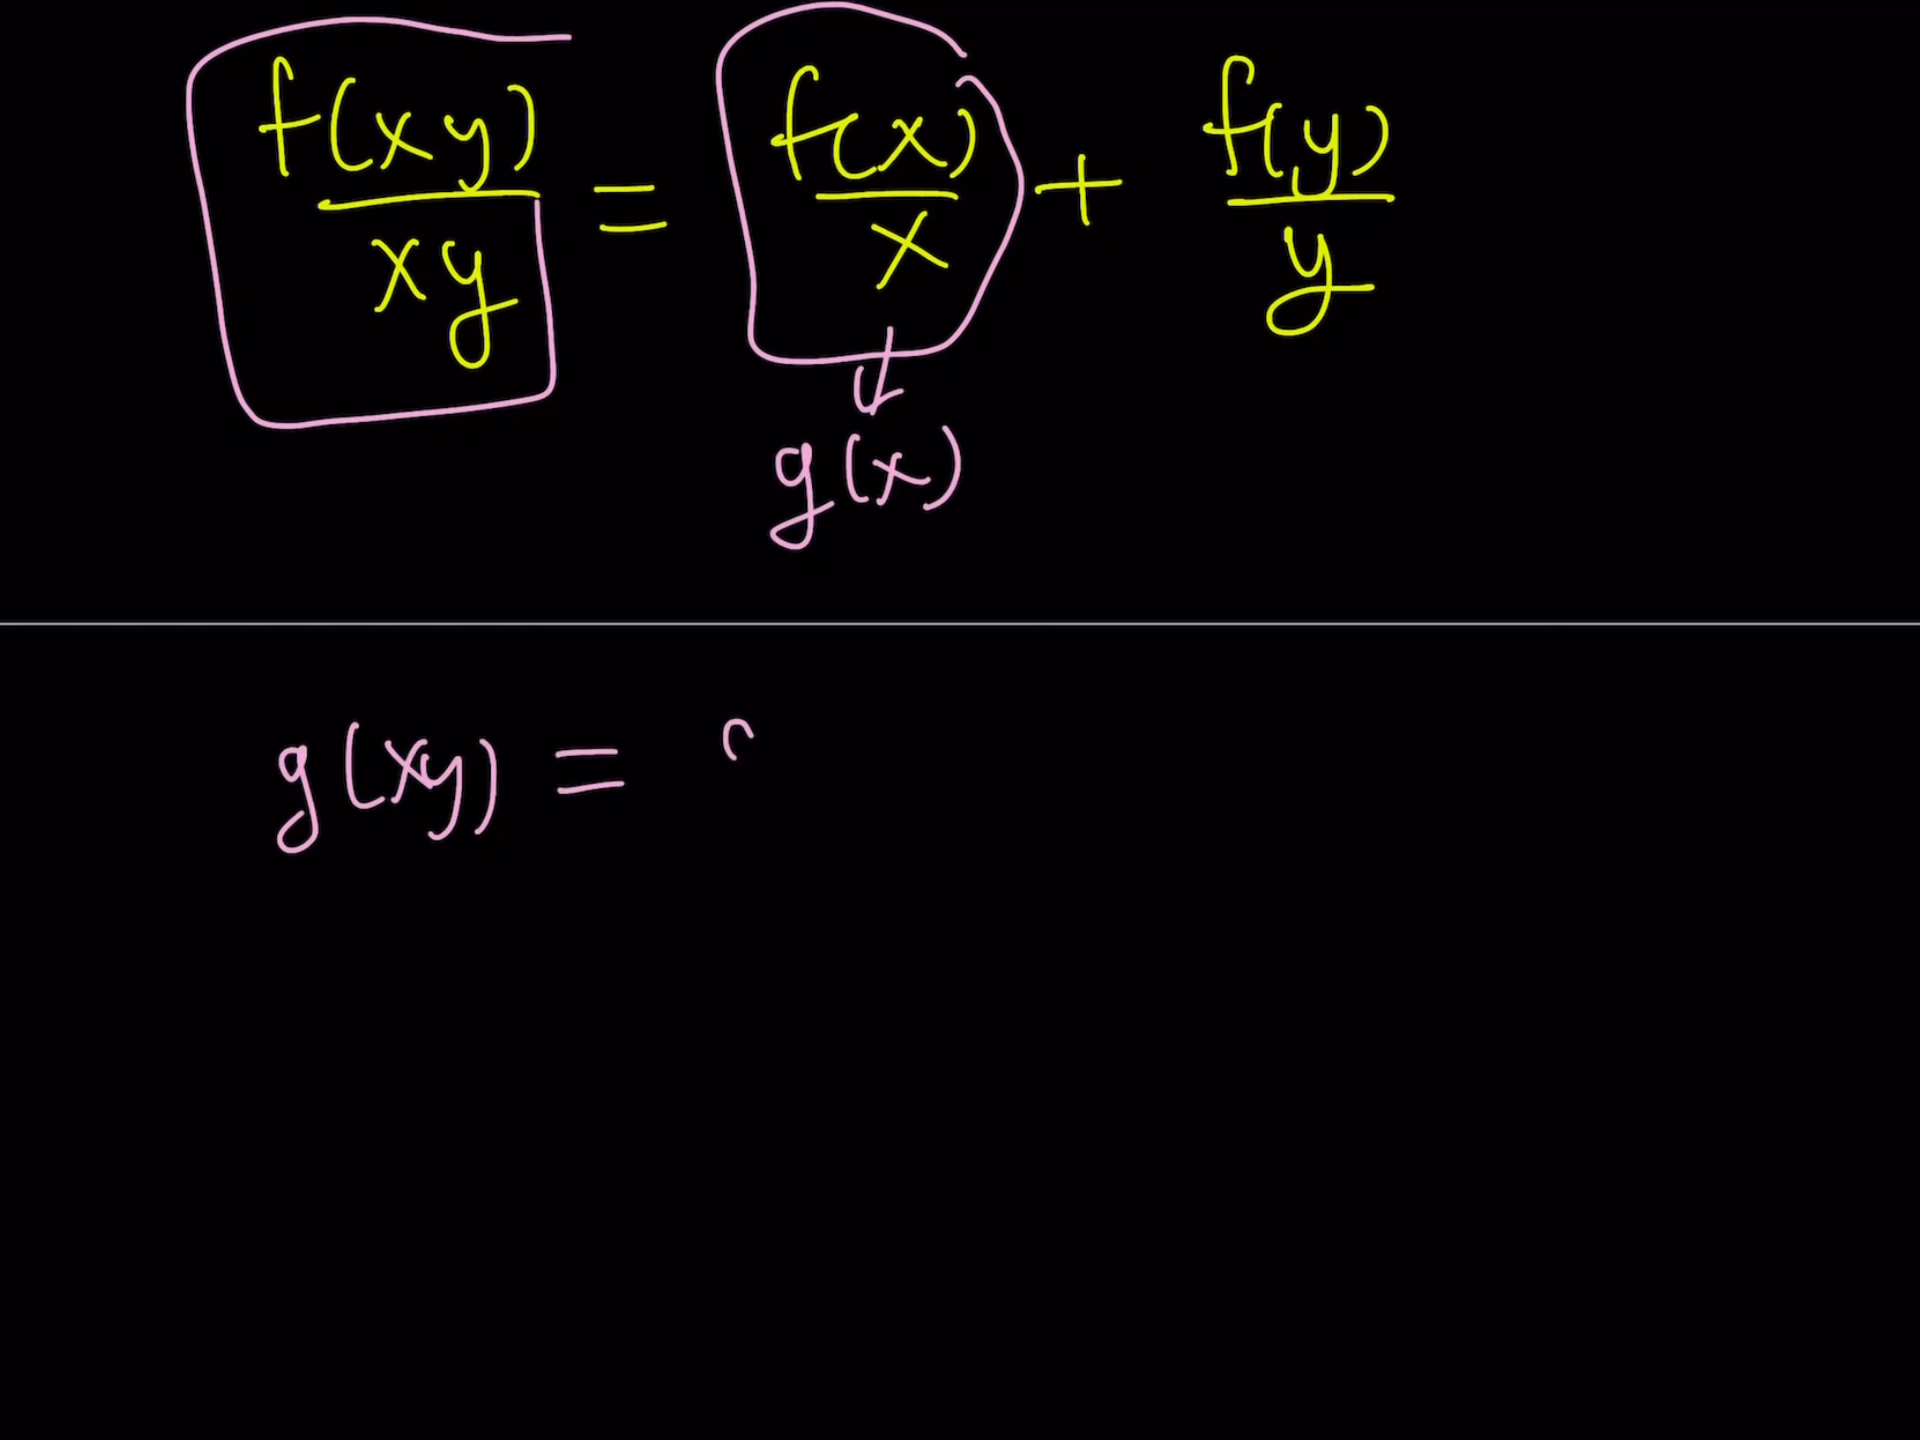 f(xy)/xy = f(x)/x + f(y)/y
g(x)
g(xy) =